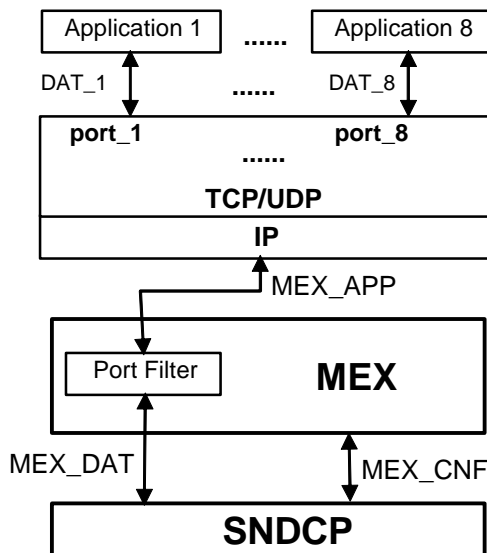 Application 1 ...... Application 8
DAT_1 ...... DAT_8
port_1 port_8
......
TCP/UDP
IP
MEX_APP
Port Filter MEX
MEX_DAT MEX_CNF
SNDCP